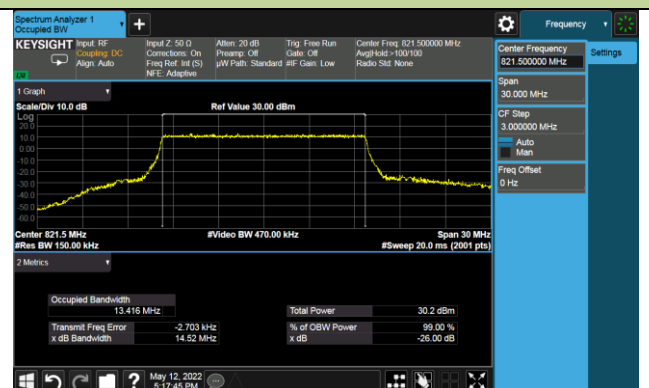 Spectrum Analyzer 1
Occupied BW
Frequency
KEYSIGHT
Input: RF
Coupling: DC
Align: Auto
Input Z: 50 Ω
Corrections: On
Freq Ref: Int (S)
NFE: Adaptive
Atten: 20 dB
Preamp: Off
µW Path: Standard
Trig: Free Run
Gate: Off
#IF Gain: Low
Center Freq: 821.500000 MHz
Avg|Hold:>100/100
Radio Std: None
Center Frequency
821.500000 MHz
Settings
Span
30.000 MHz
CF Step
3.000000 MHz
Auto
Man
Freq Offset
0 Hz
1 Graph
Scale/Div 10.0 dB
Ref Value 30.00 dBm
Log
20.0
10.0
0.00
-10.0
-20.0
-30.0
-40.0
-50.0
-60.0
Center 821.5 MHz
#Video BW 470.00 kHz
Span 30 MHz
#Res BW 150.00 kHz
#Sweep 20.0 ms (2001 pts)
2 Metrics
Occupied Bandwidth
13.416 MHz
Total Power 30.2 dBm
Transmit Freq Error -2.703 kHz
% of OBW Power 99.00 %
x dB Bandwidth 14.52 MHz
x dB -26.00 dB
May 12, 2022
5:17:45 PM